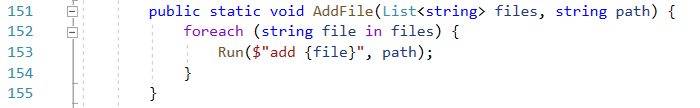 151 public static void AddFile(List<string> files, string path) {
152 foreach (string file in files) {
153 Run($"add {file}", path);
154 }
155 }